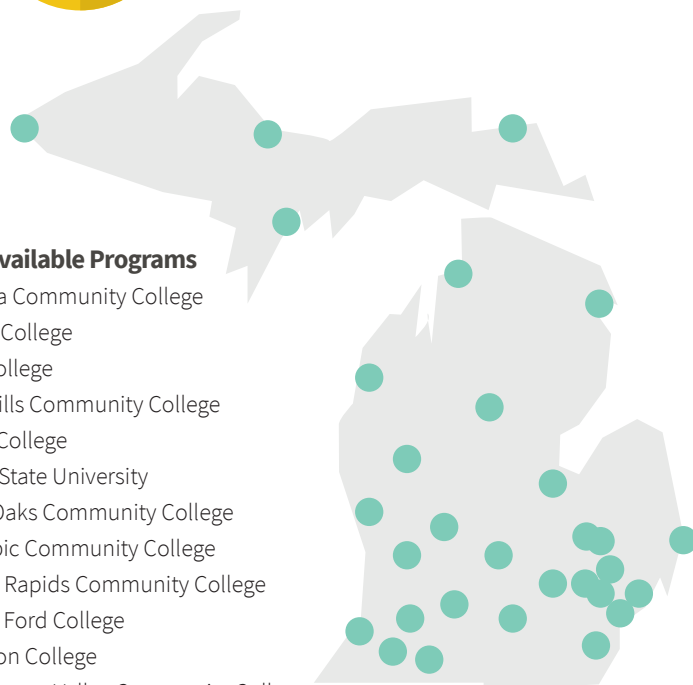 vailable Programs
a Community College
College
ollege
ills Community College
College
State University
Oaks Community College
bic Community College
Rapids Community College
Ford College
on College